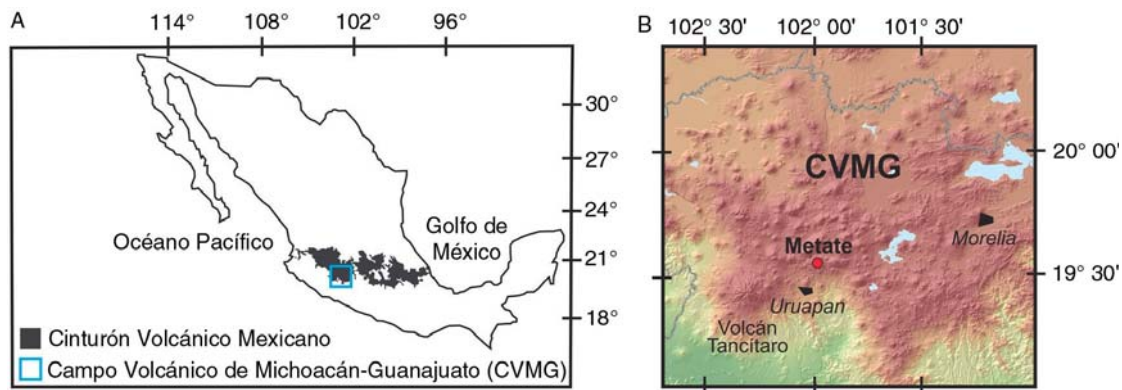 A
114°
108°
102°
96°
30°
27°
24°
21°
18°
Océano Pacífico
Golfo de
México
Cinturón Volcánico Mexicano
Campo Volcánico de Michoacán-Guanajuato (CVMG)
B
102° 30'
102° 00'
101° 30'
20° 00'
19° 30'
CVMG
Metate
Morelia
Uruapan
Volcán
Tancítaro